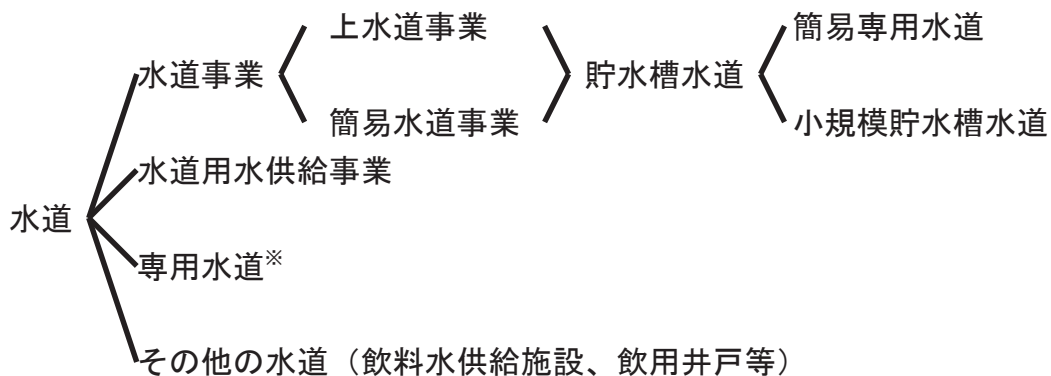 上水道事業
簡易専用水道
水道事業
貯水槽水道
簡易水道事業
小規模貯水槽水道
水道用水供給事業
水道
専用水道※
その他の水道（飲料水供給施設、飲用井戸等）